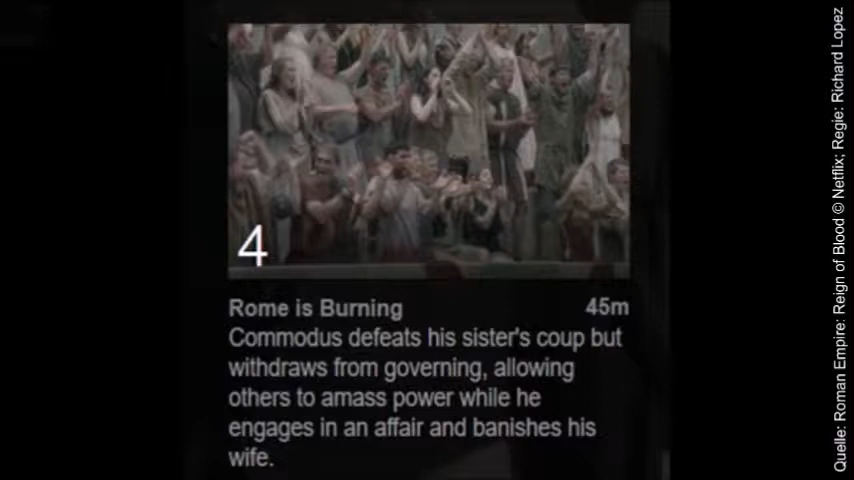 4
Rome is Burning 45m
Commodus defeats his sister's coup but
withdraws from governing, allowing
others to amass power while he
engages in an affair and banishes his
wife.
Quelle: Roman Empire: Reign of Blood © Netflix; Regie: Richard Lopez